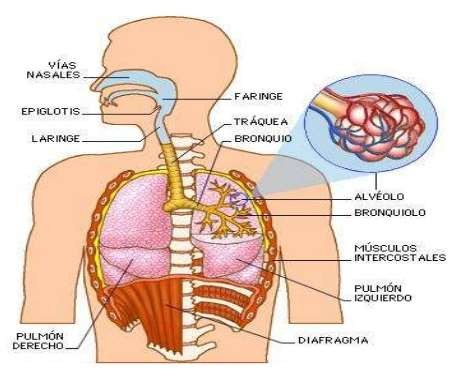 VÍAS
NASALES
EPIGLOTIS
LARINGE
FARINGE
TRÁQUEA
BRONQUIO
ALVÉOLO
BRONQUIOLO
MÚSCULOS
INTERCOSTALES
PULMÓN
IZQUIERDO
DIAFRAGMA
PULMÓN
DERECHO